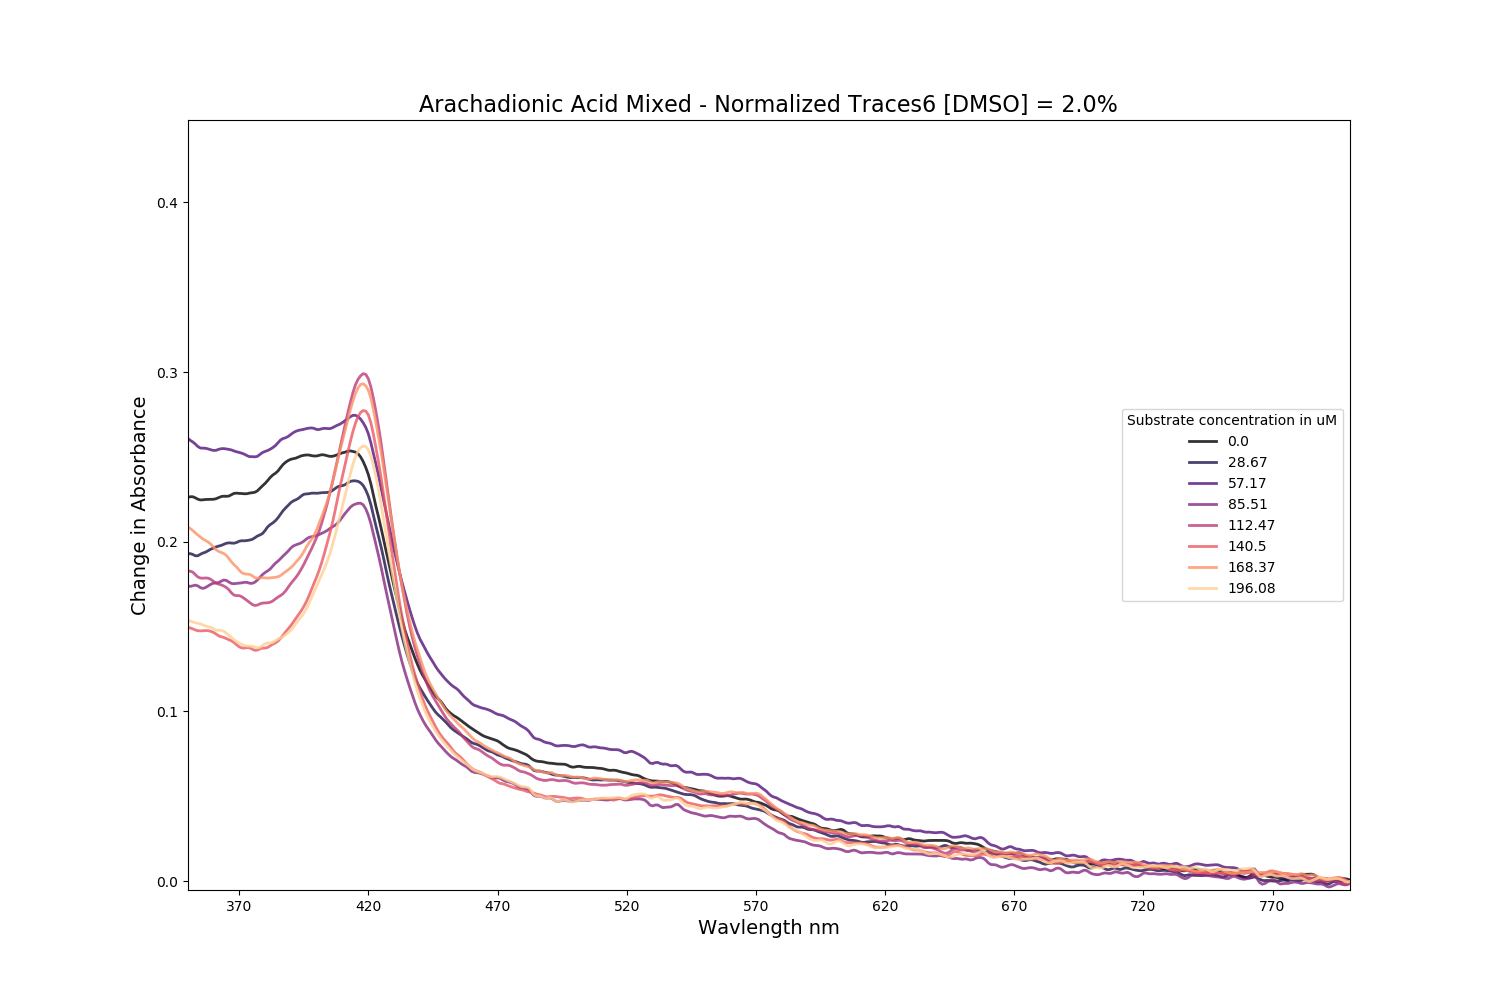 Arachadionic Acid Mixed - Normalized Traces6 [DMSO] = 2.0%
Change in Absorbance
0.4
0.3
0.2
0.1
0.0
Substrate concentration in uM
0.0
28.67
57.17
85.51
112.47
140.5
168.37
196.08
370 420 470 520 570 620 670 720 770
Wavlength nm